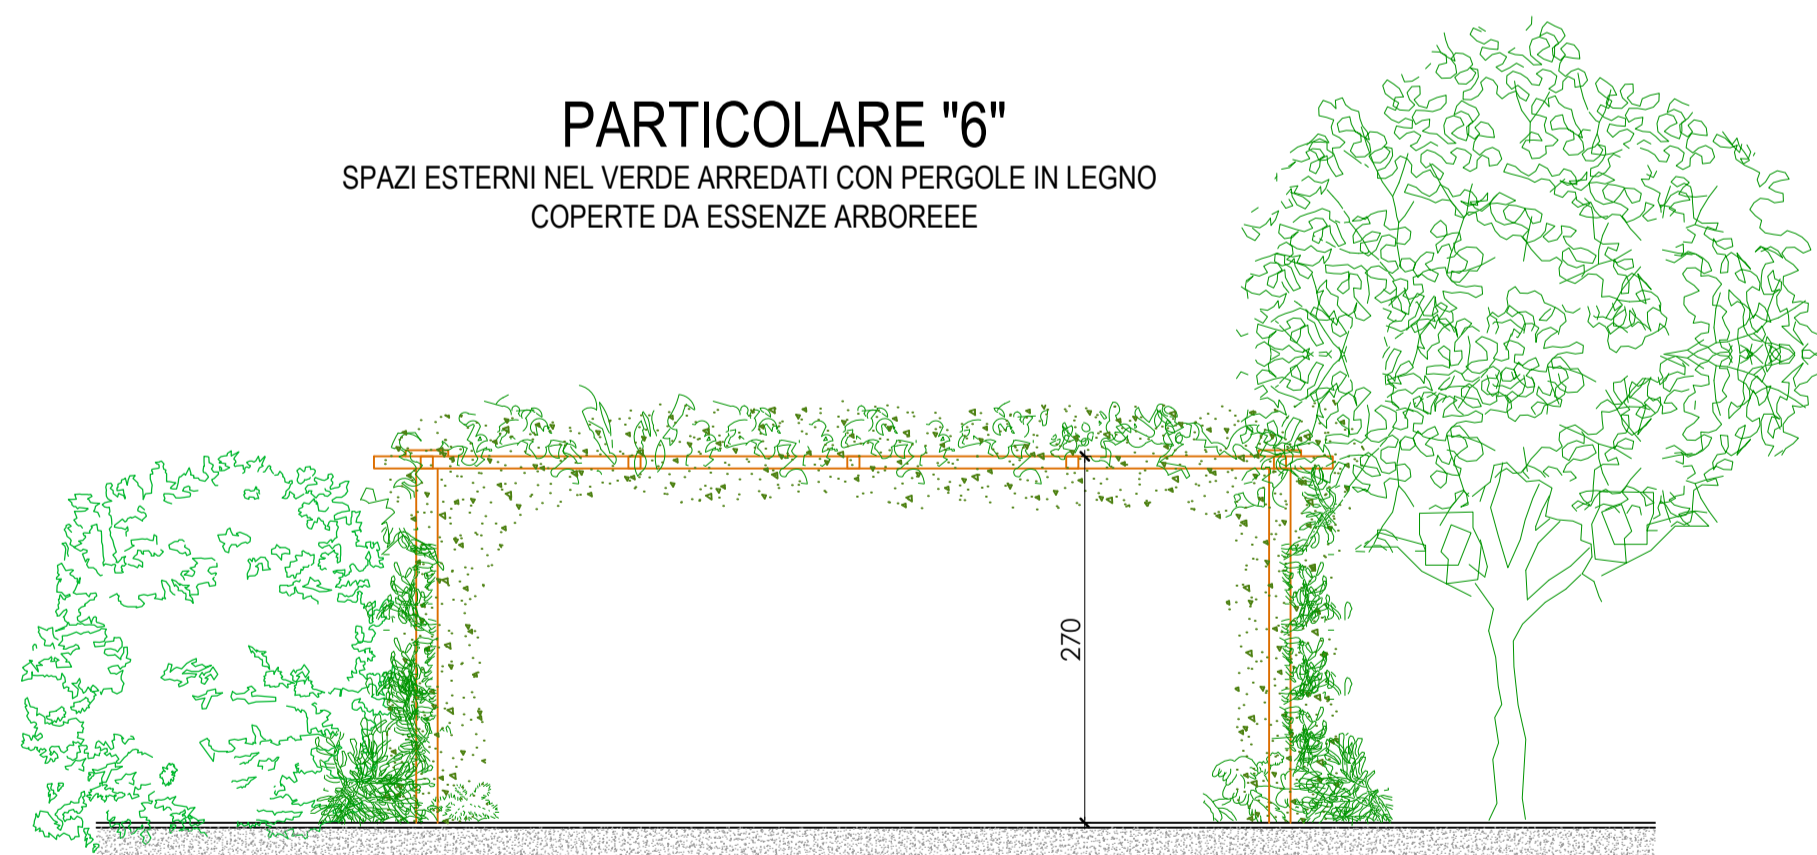 PARTICOLARE "6"
SPAZI ESTERNI NEL VERDE ARREDATI CON PERGOLE IN LEGNO
COPERTE DA ESSENZE ARBOREEE
270